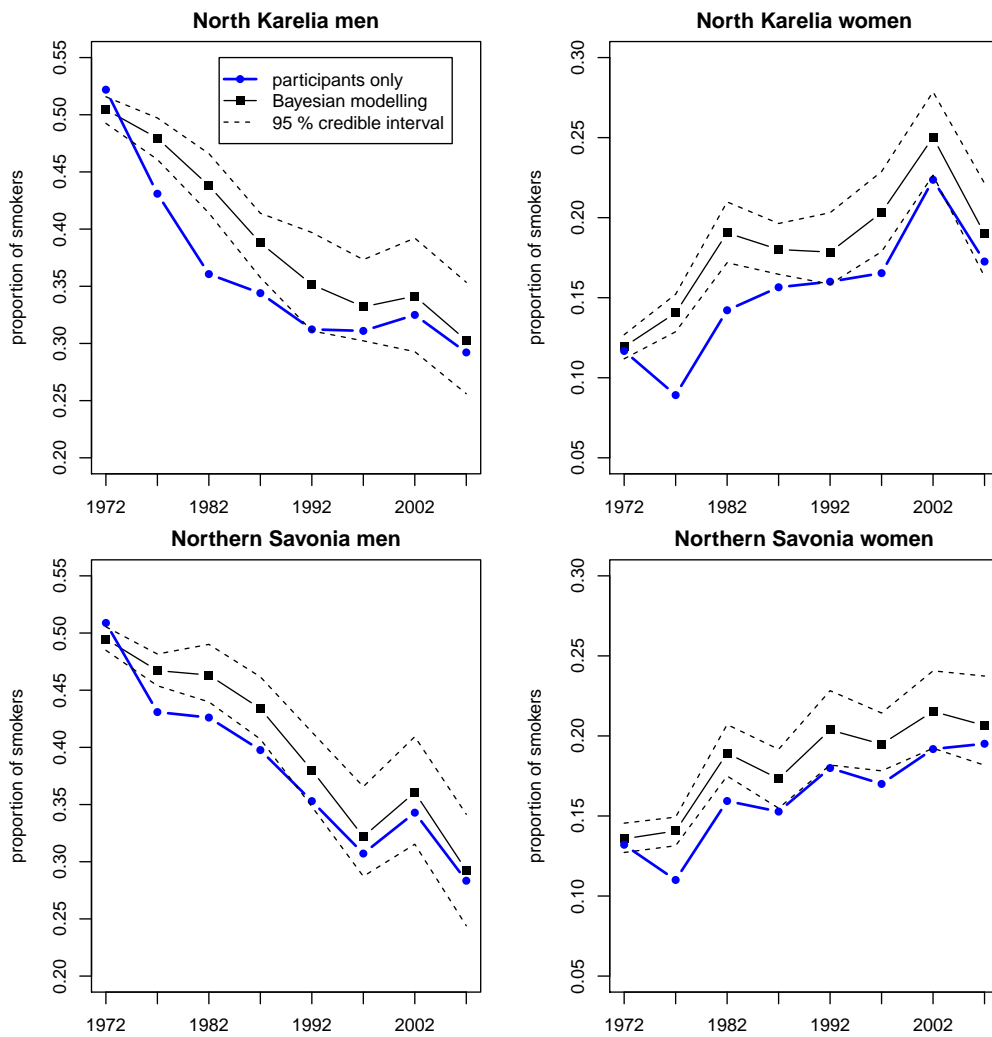 North Karelia men
proportion of smokers
0.20 0.25 0.30 0.35 0.40 0.45 0.50 0.55
participants only
Bayesian modelling
95 % credible interval
1972 1982 1992 2002
North Karelia women
proportion of smokers
0.05 0.10 0.15 0.20 0.25 0.30
1972 1982 1992 2002
Northern Savonia men
proportion of smokers
0.20 0.25 0.30 0.35 0.40 0.45 0.50 0.55
1972 1982 1992 2002
Northern Savonia women
proportion of smokers
0.05 0.10 0.15 0.20 0.25 0.30
1972 1982 1992 2002